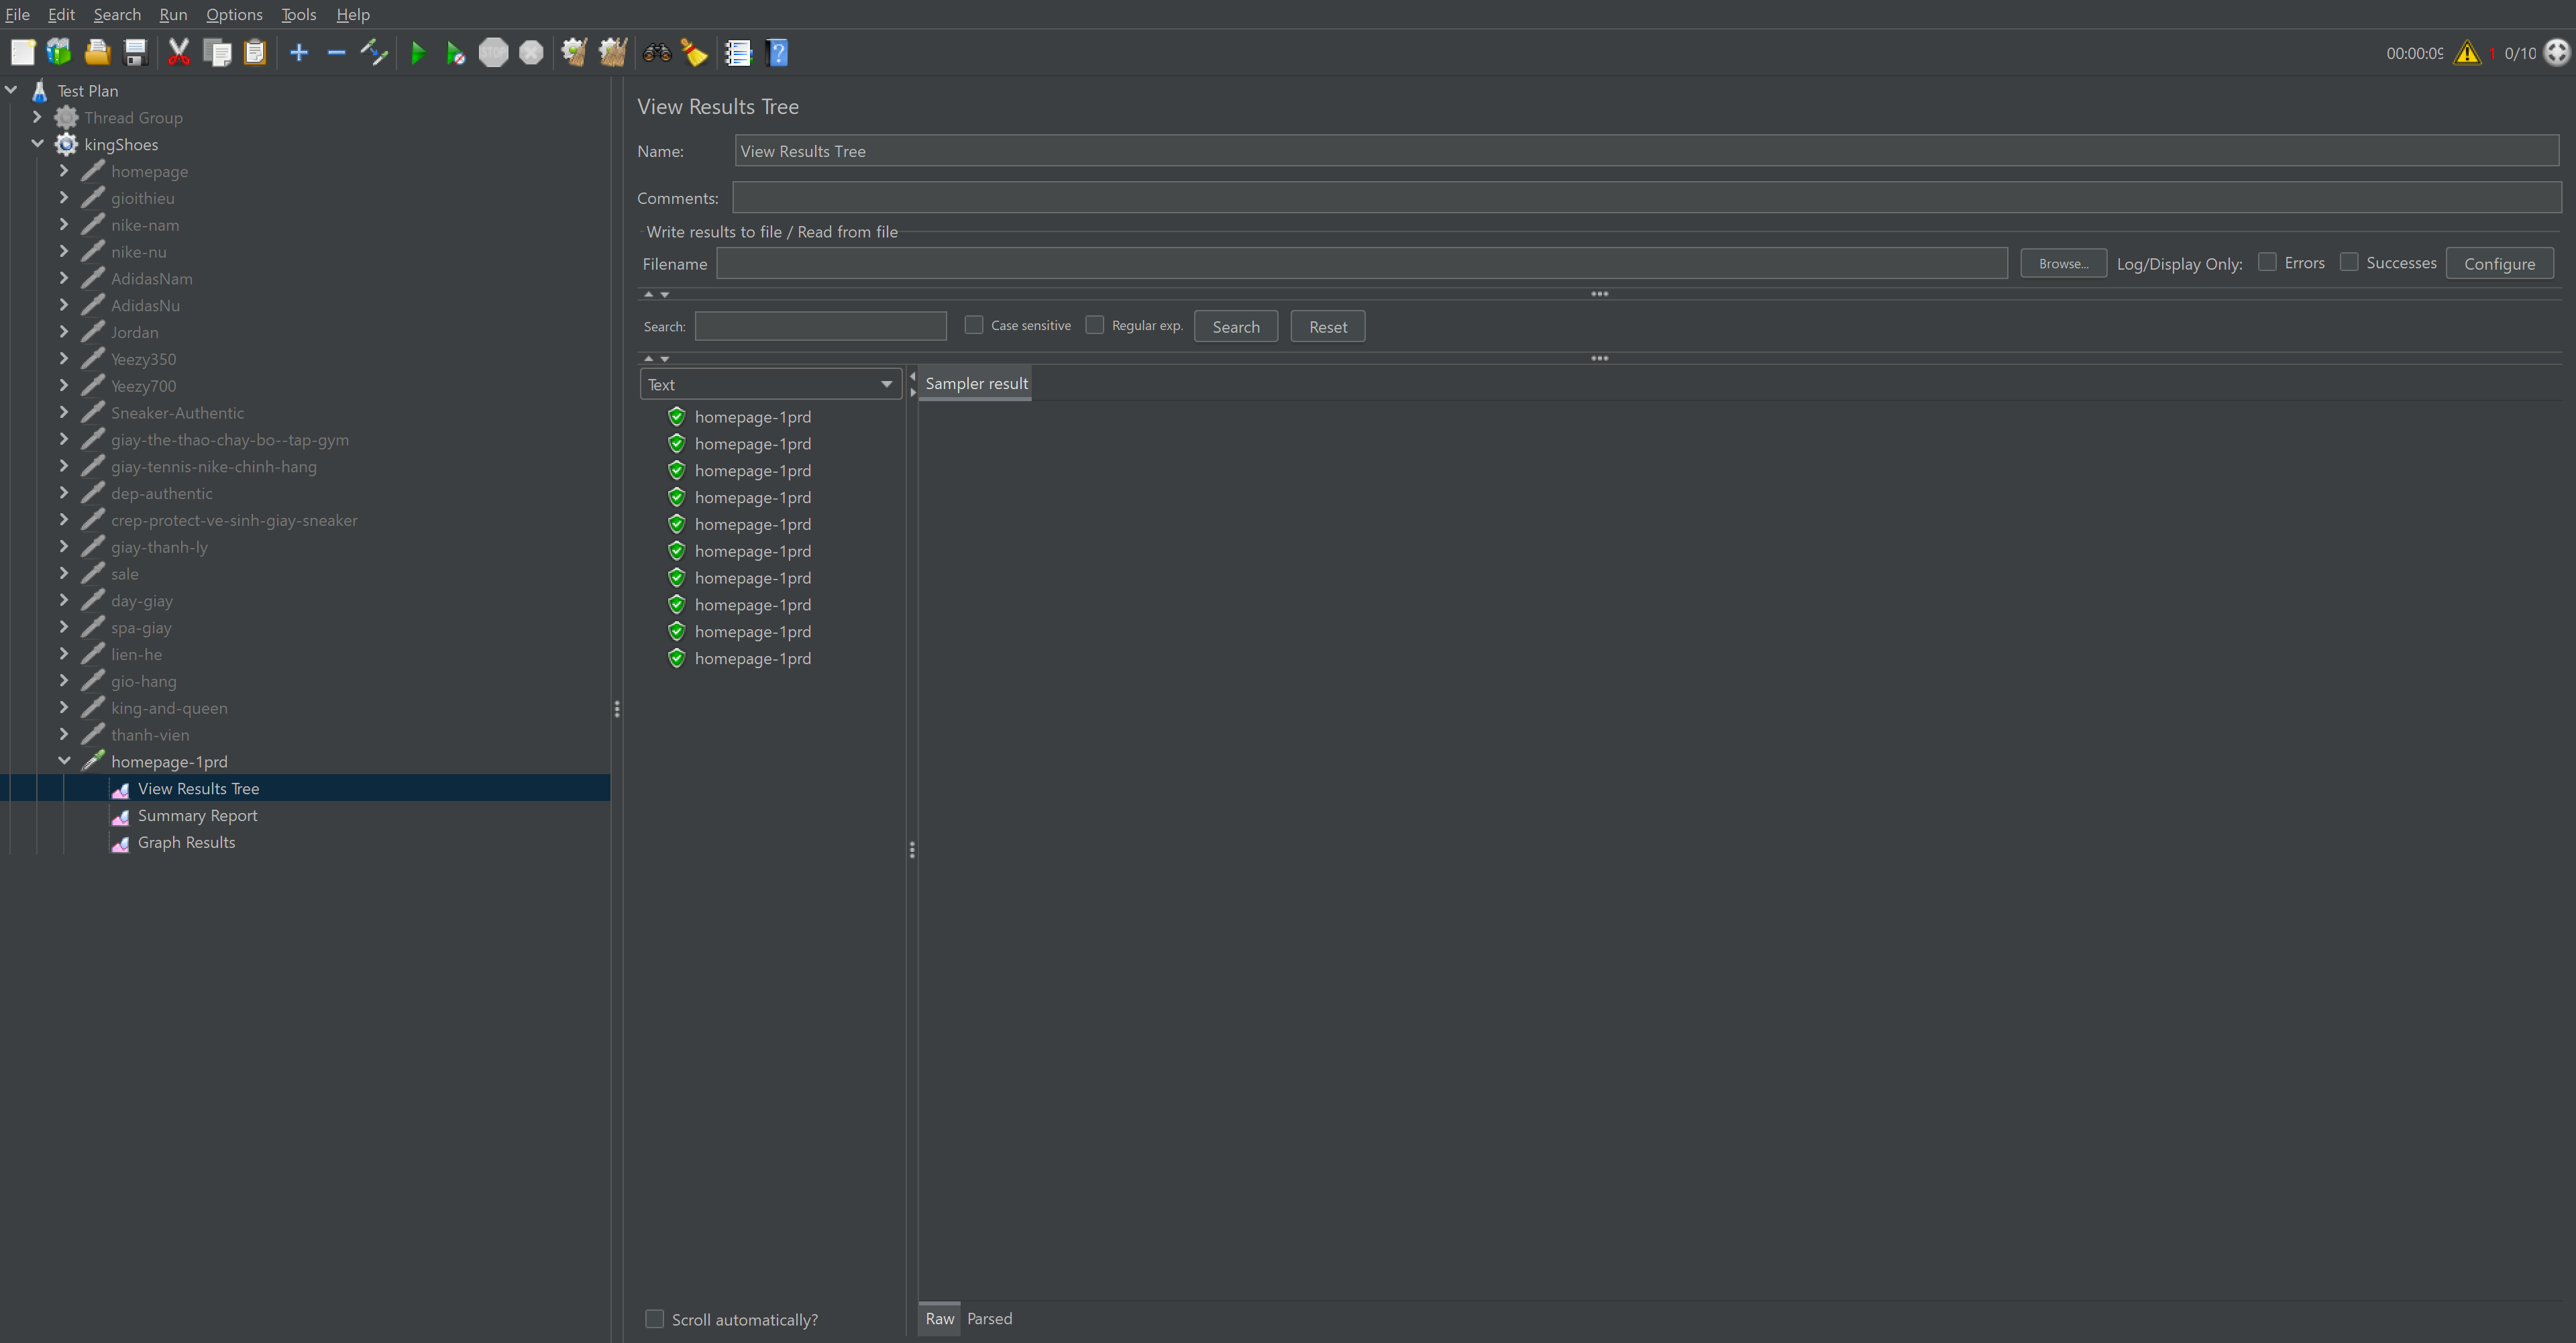 File Edit Search Run Options Tools Help
STOP
?
00:00:09 1 0/10
Test Plan
Thread Group
kingShoes
homepage
gioithieu
nike-nam
nike-nu
AdidasNam
AdidasNu
Jordan
Yeezy350
Yeezy700
Sneaker-Authentic
giay-the-thao-chay-bo--tap-gym
giay-tennis-nike-chinh-hang
dep-authentic
crep-protect-ve-sinh-giay-sneaker
giay-thanh-ly
sale
day-giay
spa-giay
lien-he
gio-hang
king-and-queen
thanh-vien
homepage-1prd
View Results Tree
Summary Report
Graph Results
View Results Tree
Name: View Results Tree
Comments:
Write results to file / Read from file
Filename Browse... Log/Display Only: Errors Successes Configure
Search: Case sensitive Regular exp. Search Reset
Text
Sampler result
homepage-1prd
homepage-1prd
homepage-1prd
homepage-1prd
homepage-1prd
homepage-1prd
homepage-1prd
homepage-1prd
homepage-1prd
homepage-1prd
Scroll automatically?
Raw Parsed